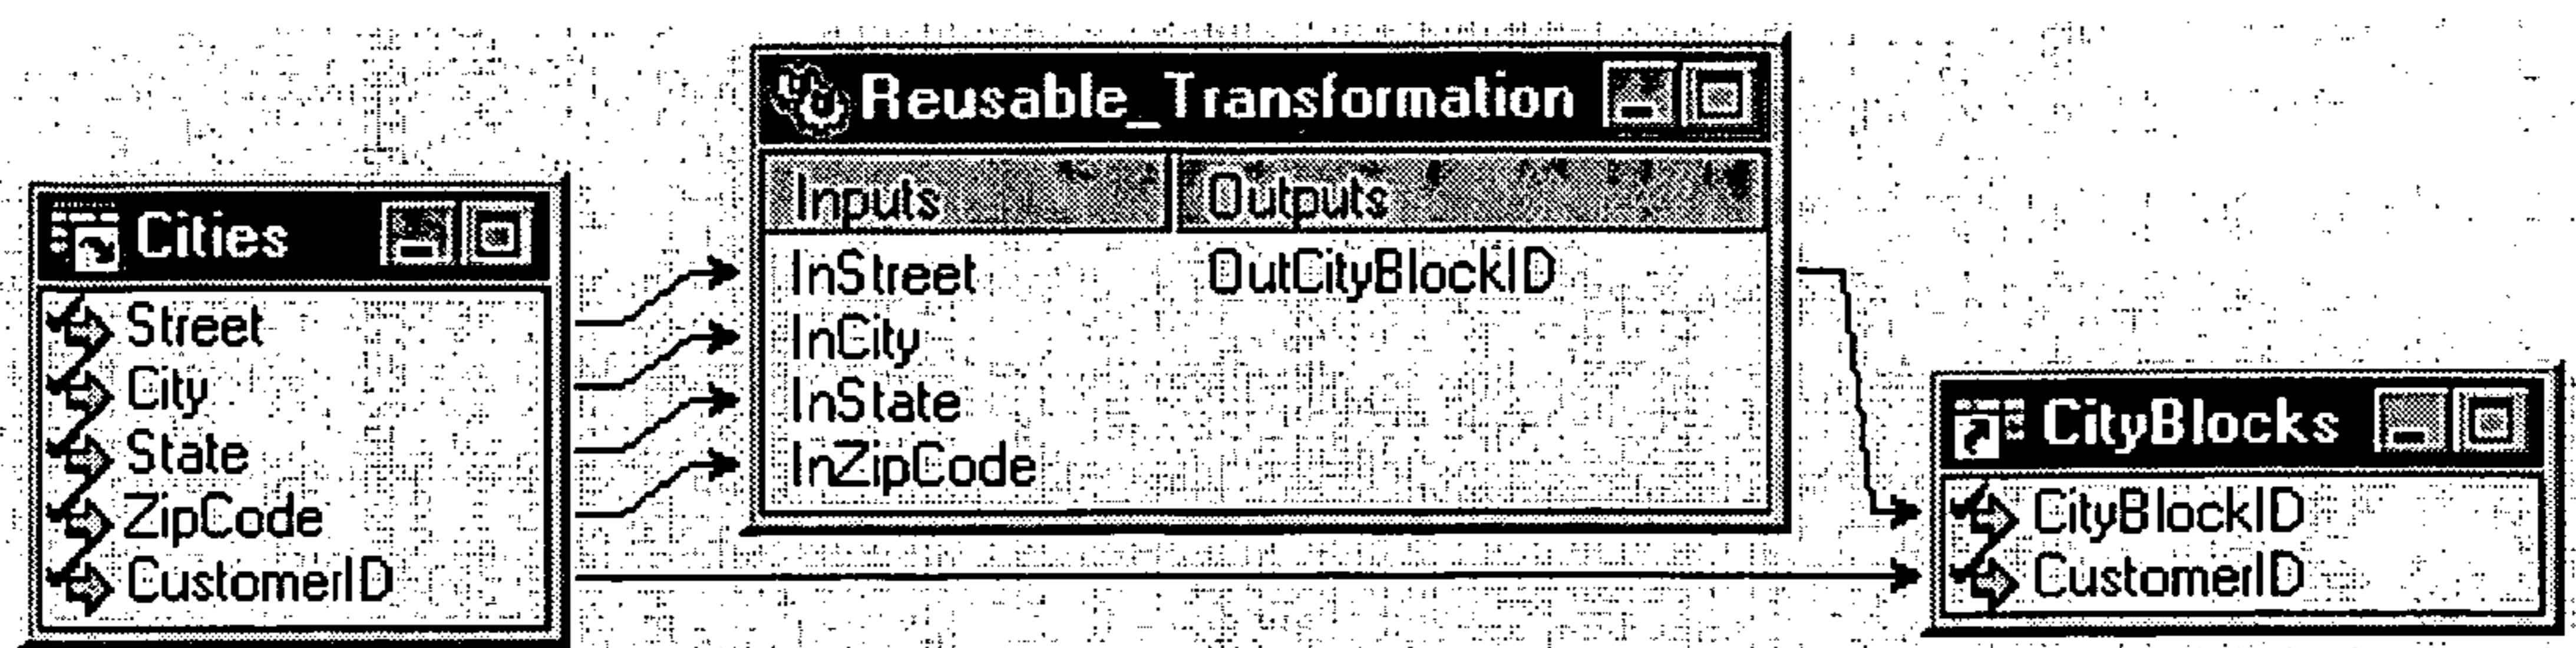 Cities
Street
City
State
ZipCode
CustomerID
Reusable_Transformation
Inputs Outputs
InStreet OutCityBlockID
InCity
InState
InZipCode
CityBlocks
CityBlockID
CustomerID